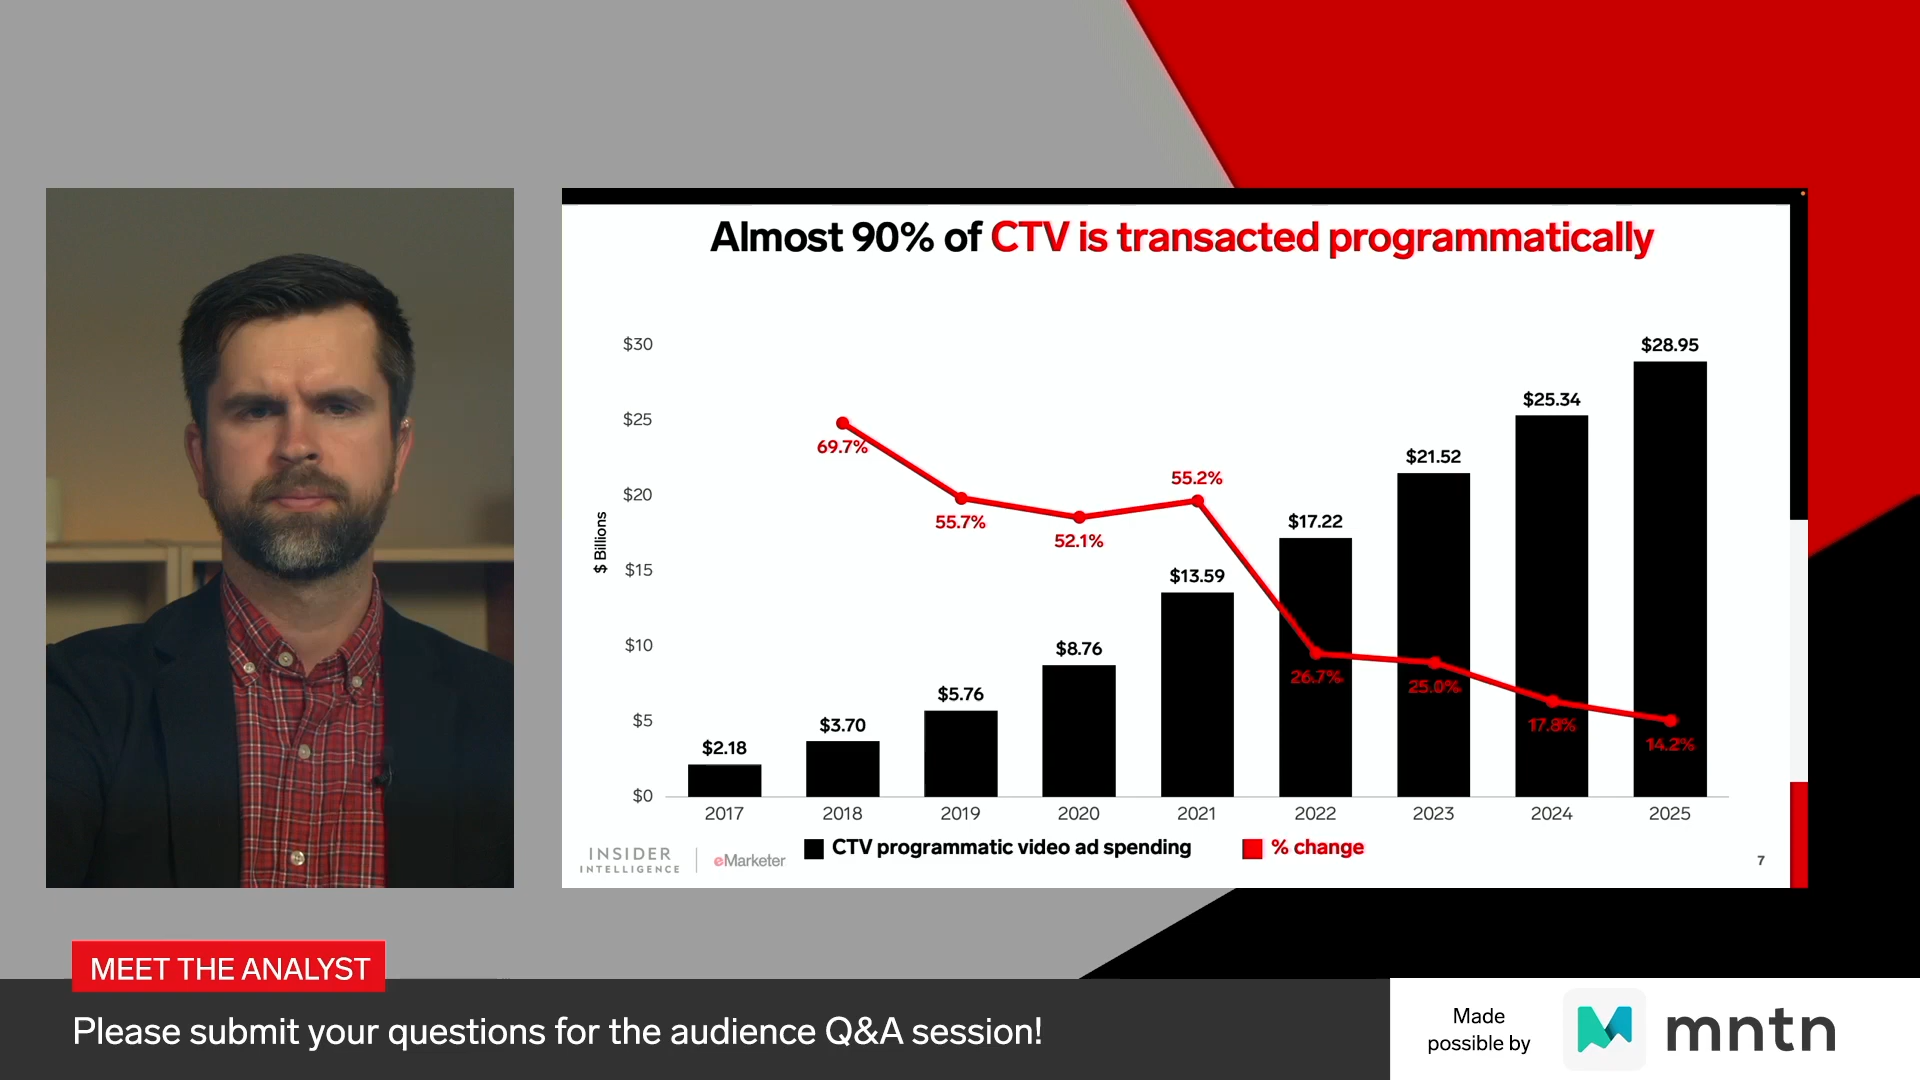 Almost 90% of CTV is transacted programmatically
$ Billions
$30
$25
$20
$15
$10
$5
$0
$2.18
$3.70
$5.76
$8.76
$13.59
$17.22
$21.52
$25.34
$28.95
69.7%
55.7%
52.1%
55.2%
26.7%
25.0%
17.8%
14.2%
2017 2018 2019 2020 2021 2022 2023 2024 2025
CTV programmatic video ad spending % change
INSIDER
INTELLIGENCE
eMarketer
7
MEET THE ANALYST
Please submit your questions for the audience Q&A session!
Made
possible by
mntn